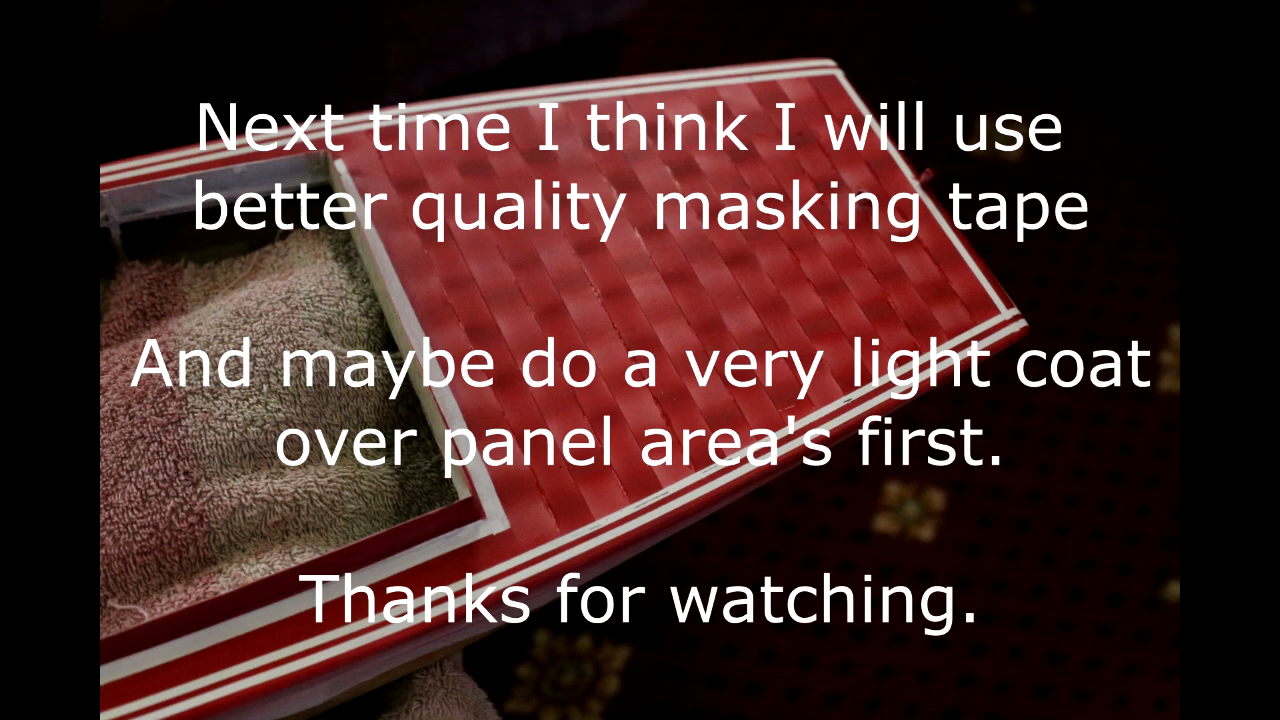 Next time I think I will use
better quality masking tape
And maybe do a very light coat
over panel area's first.
Thanks for watching.